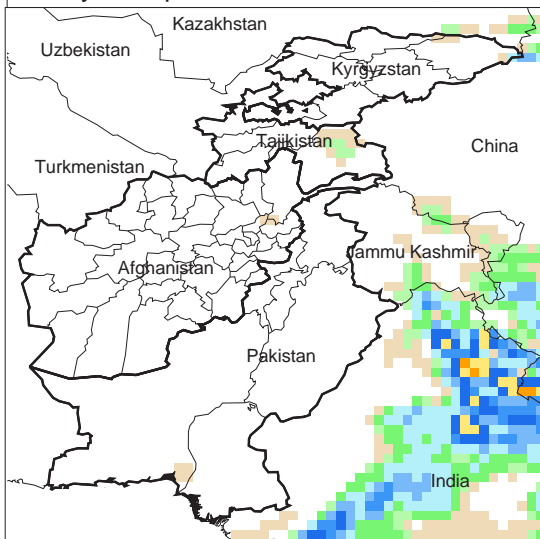 Kazakhstan
Uzbekistan
Kyrgyzstan
Tajikistan
China
Turkmenistan
Jammu Kashmir
Afghanistan
Pakistan
India